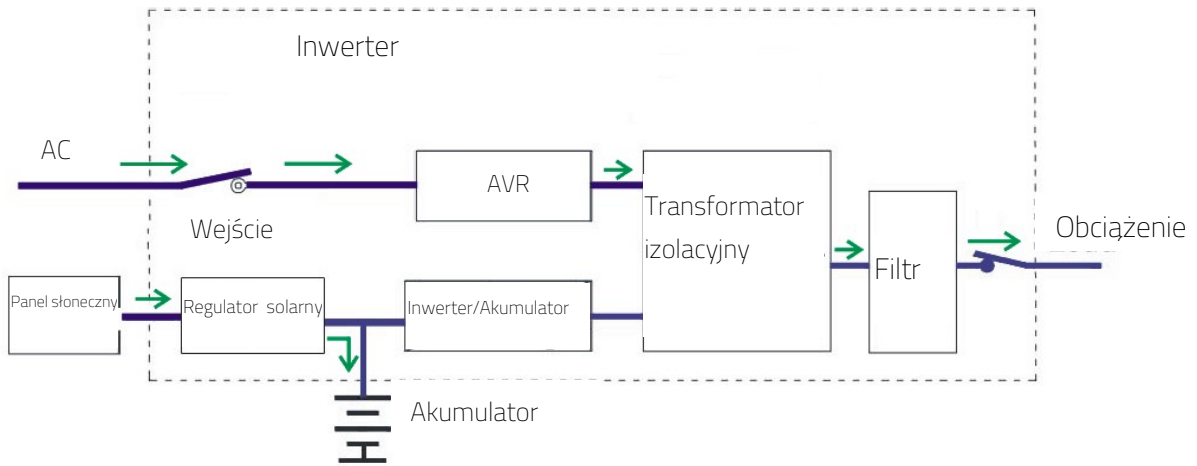 Inwerter
AC
AVR
Wejście
Transformator
izolacyjny
Filtr
Obciążenie
Panel słoneczny
Regulator solarny
Inwerter/Akumulator
Akumulator